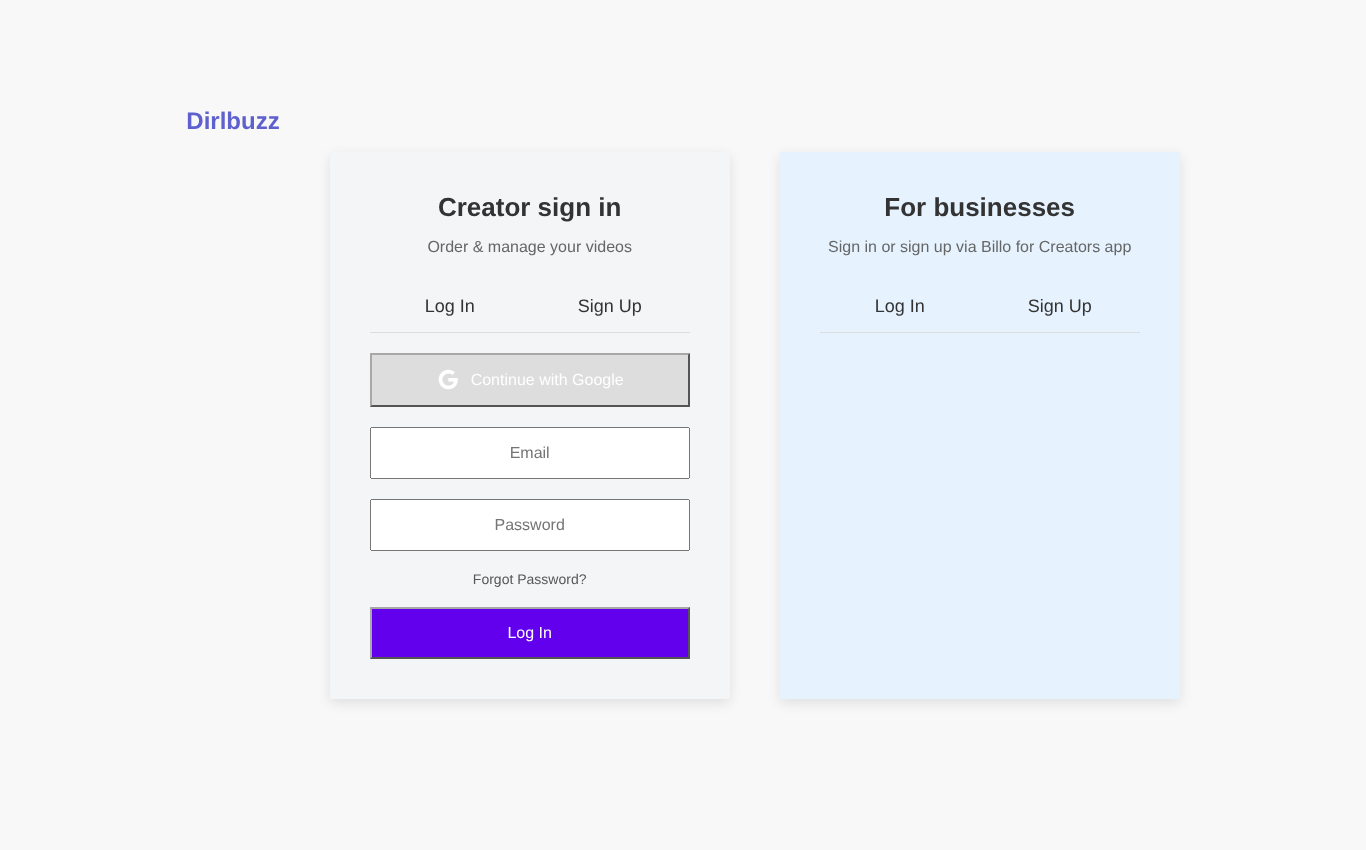 Dirlbuzz
Creator sign in
Order & manage your videos
Log In
Sign Up
Continue with Google
Email
Password
Forgot Password?
Log In
For businesses
Sign in or sign up via Billo for Creators app
Log In
Sign Up